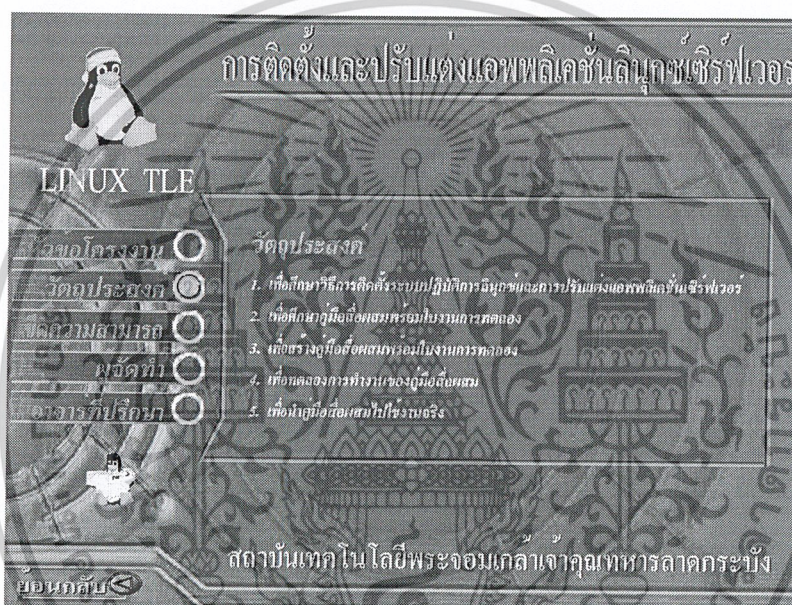 การติดตั้งและปรับแต่งแอพพลิเคชั่นลินุกซ์เซิร์ฟเวอร์
LINUX TLE
หัวข้อโครงงาน
วัตถุประสงค์
ขีดความสามารถ
ผู้จัดทำ
อาจารย์ที่ปรึกษา
วัตถุประสงค์
1. เพื่อศึกษาวิธีการติดตั้งระบบปฏิบัติการลินุกซ์และการปรับแต่งแอพพลิเคชั่นเซิร์ฟเวอร์
2. เพื่อศึกษาคู่มือสื่อผสมพร้อมใบงานการทดลอง
3. เพื่อสร้างคู่มือสื่อผสมพร้อมใบงานการทดลอง
4. เพื่อทดลองการทำงานของคู่มือสื่อผสม
5. เพื่อนำคู่มือสื่อผสมไปใช้งานจริง
สถาบันเทคโนโลยีพระจอมเกล้าเจ้าคุณทหารลาดกระบัง
ย้อนกลับ